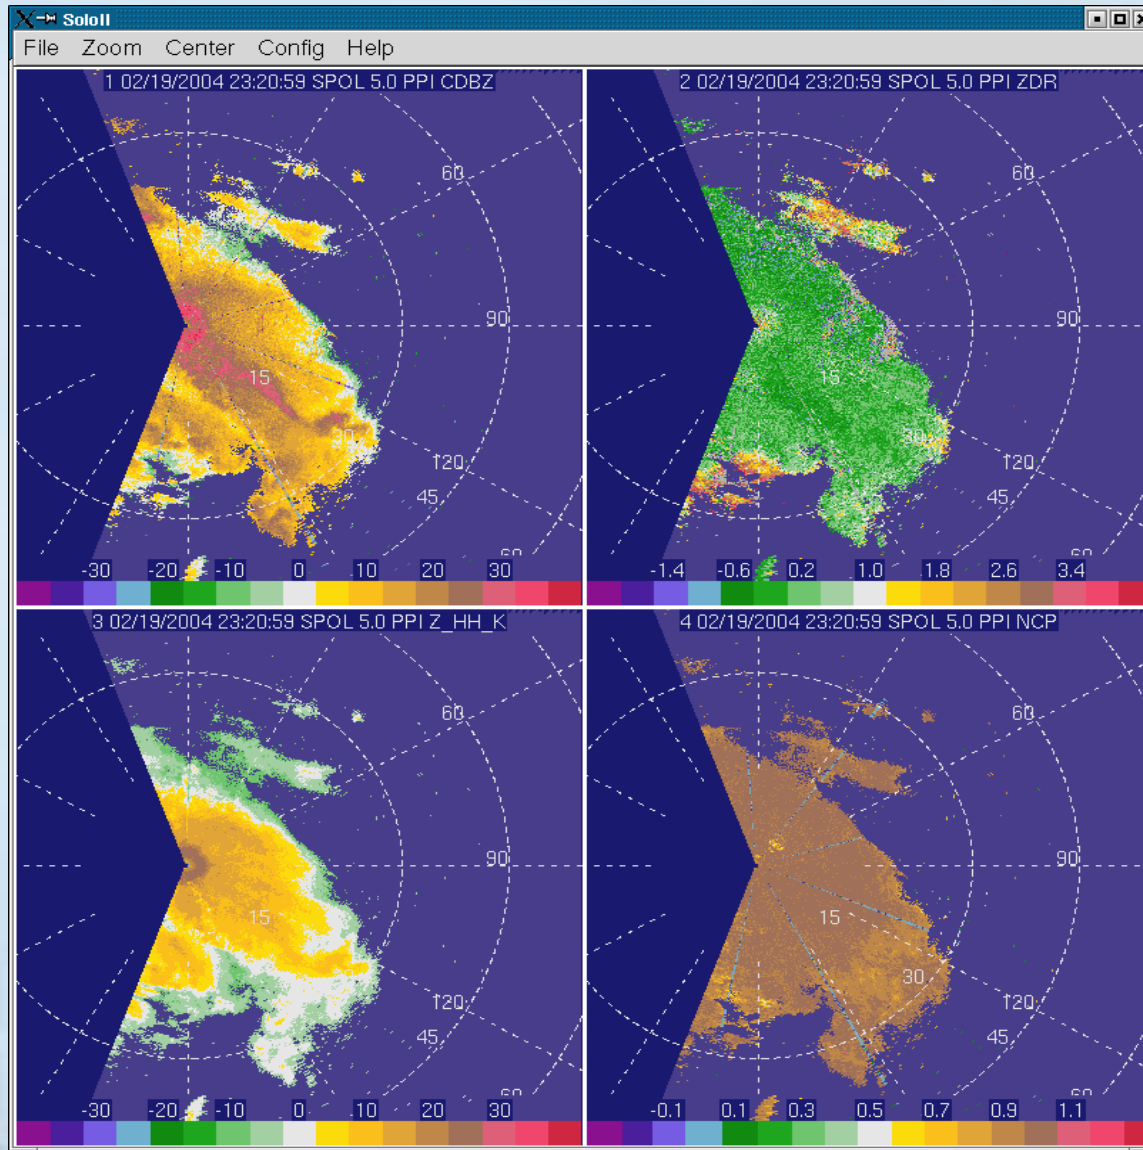 SoloII
File Zoom Center Config Help
1 02/19/2004 23:20:59 SPOL 5.0 PPI CDBZ
60
90
15
30
120
45
60
-30 -20 -10 0 10 20 30
2 02/19/2004 23:20:59 SPOL 5.0 PPI ZDR
60
90
15
30
120
45
60
-1.4 -0.6 0.2 1.0 1.8 2.6 3.4
3 02/19/2004 23:20:59 SPOL 5.0 PPI Z_HH_K
60
90
15
30
120
45
60
-30 -20 -10 0 10 20 30
4 02/19/2004 23:20:59 SPOL 5.0 PPI NCP
60
90
15
30
120
45
60
-0.1 0.1 0.3 0.5 0.7 0.9 1.1